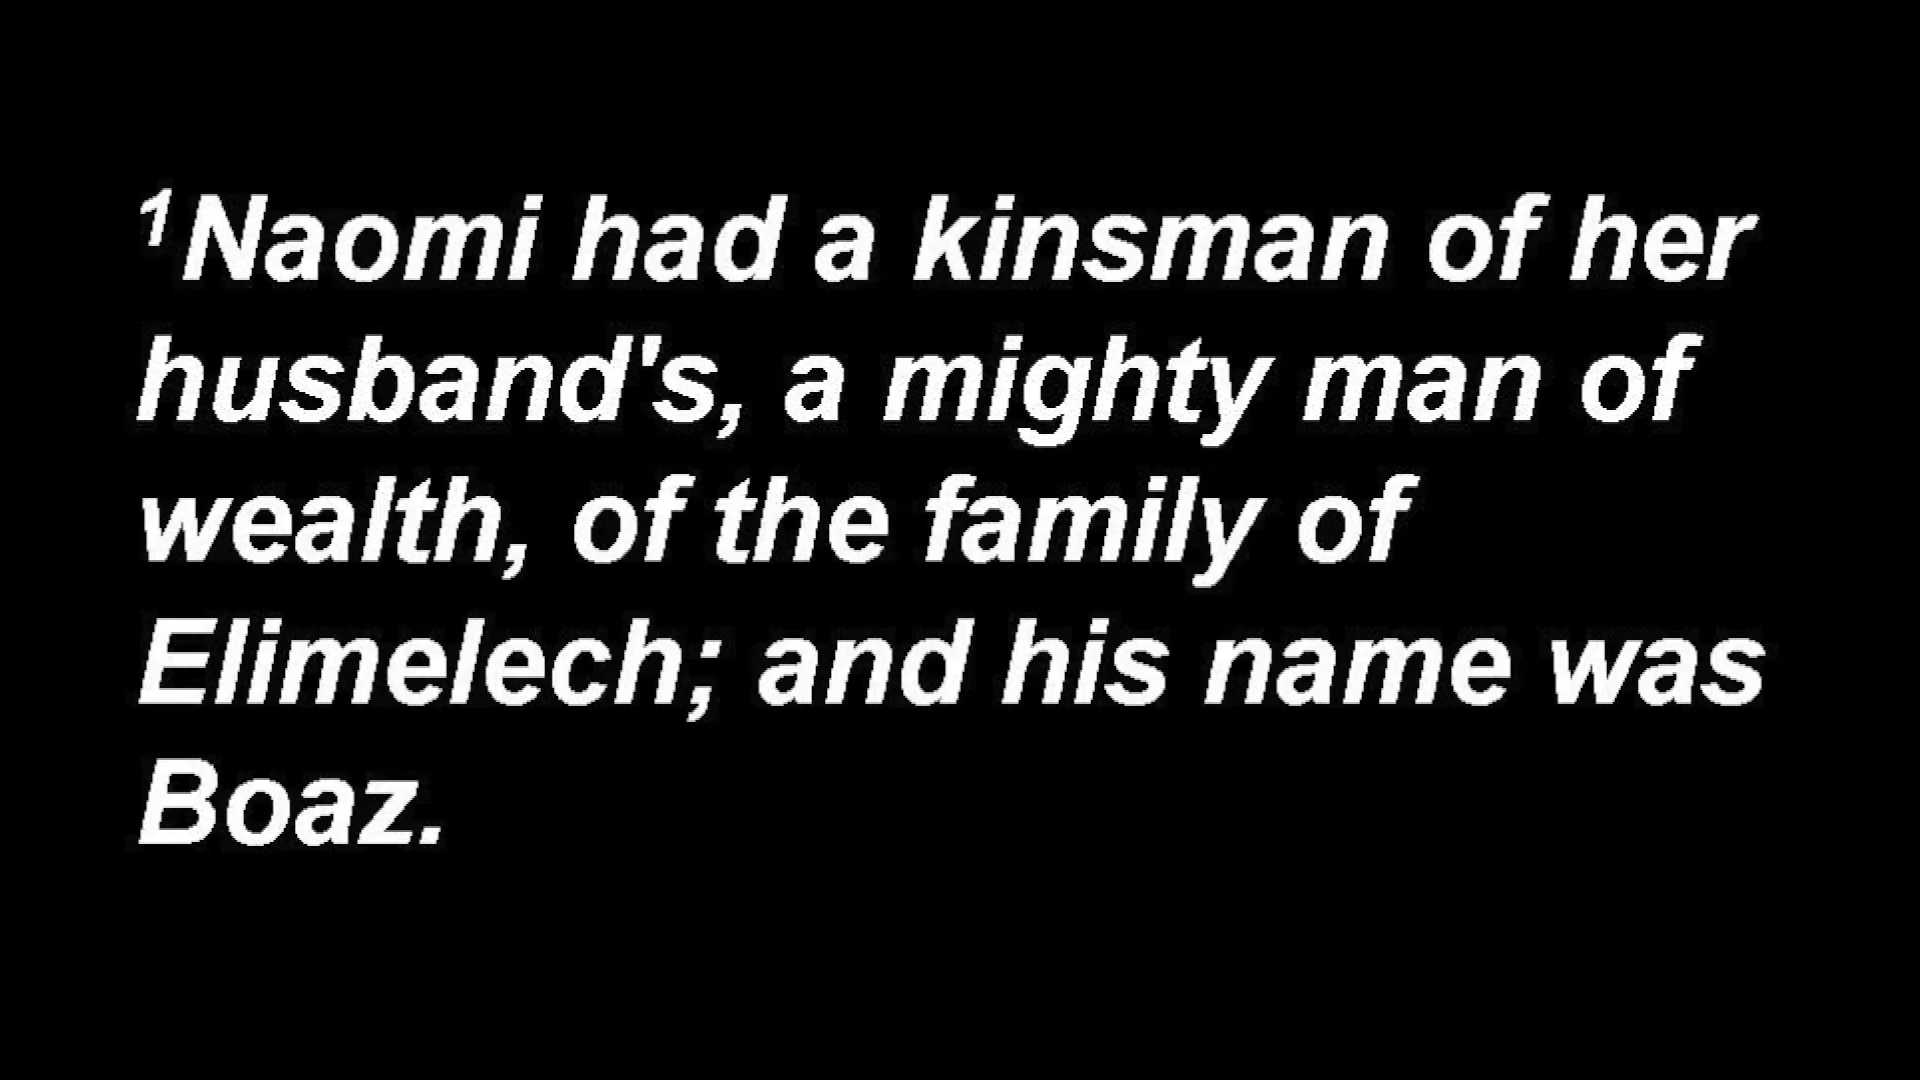 ¹Naomi had a kinsman of her
husband's, a mighty man of
wealth, of the family of
Elimelech; and his name was
Boaz.